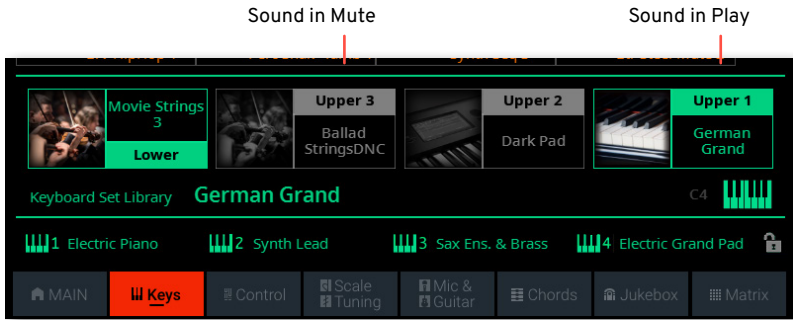 Sound in Mute
Sound in Play
Movie Strings
3
Lower
Upper 3
Ballad
StringsDNC
Upper 2
Dark Pad
Upper 1
German
Grand
Keyboard Set Library
German Grand
C4
1 Electric Piano
2 Synth Lead
3 Sax Ens. & Brass
4 Electric Grand Pad
MAIN
Keys
Control
Scale
Tuning
Mic &
Guitar
Chords
Jukebox
Matrix